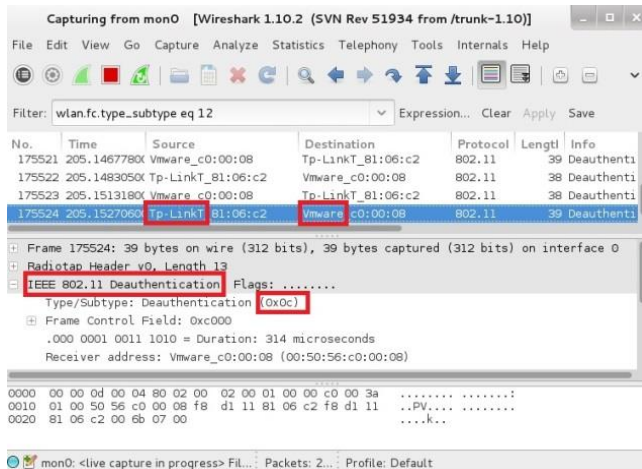 Capturing from mon0 [Wireshark 1.10.2 (SVN Rev 51934 from /trunk-1.10)]
File Edit View Go Capture Analyze Statistics Telephony Tools Internals Help
Filter: wlan.fc.type_subtype eq 12 Expression... Clear Apply Save
No. Time Source Destination Protocol Lengtl Info
175521 205.1467780( Vmware_c0:00:08 Tp-LinkT_81:06:c2 802.11 39 Deauthenti
175522 205.1483050( Tp-LinkT_81:06:c2 Vmware_c0:00:08 802.11 38 Deauthenti
175523 205.1513180( Vmware_c0:00:08 Tp-LinkT_81:06:c2 802.11 38 Deauthenti
175524 205.1527060( Tp-LinkT_81:06:c2 Vmware_c0:00:08 802.11 39 Deauthenti
Frame 175524: 39 bytes on wire (312 bits), 39 bytes captured (312 bits) on interface 0
Radiotap Header v0, Length 13
IEEE 802.11 Deauthentication, Flags: ........
Type/Subtype: Deauthentication (0x0c)
Frame Control Field: 0xc000
.000 0001 0011 1010 = Duration: 314 microseconds
Receiver address: Vmware_c0:00:08 (00:50:56:c0:00:08)
0000 00 00 0d 00 04 80 02 00 02 00 01 00 00 c0 00 3a ........ .......:
0010 01 00 50 56 c0 00 08 f8 d1 11 81 06 c2 f8 d1 11 ..PV.... ........
0020 81 06 c2 00 6b 07 00 ....k..
mon0: <live capture in progress> Fil... Packets: 2... Profile: Default